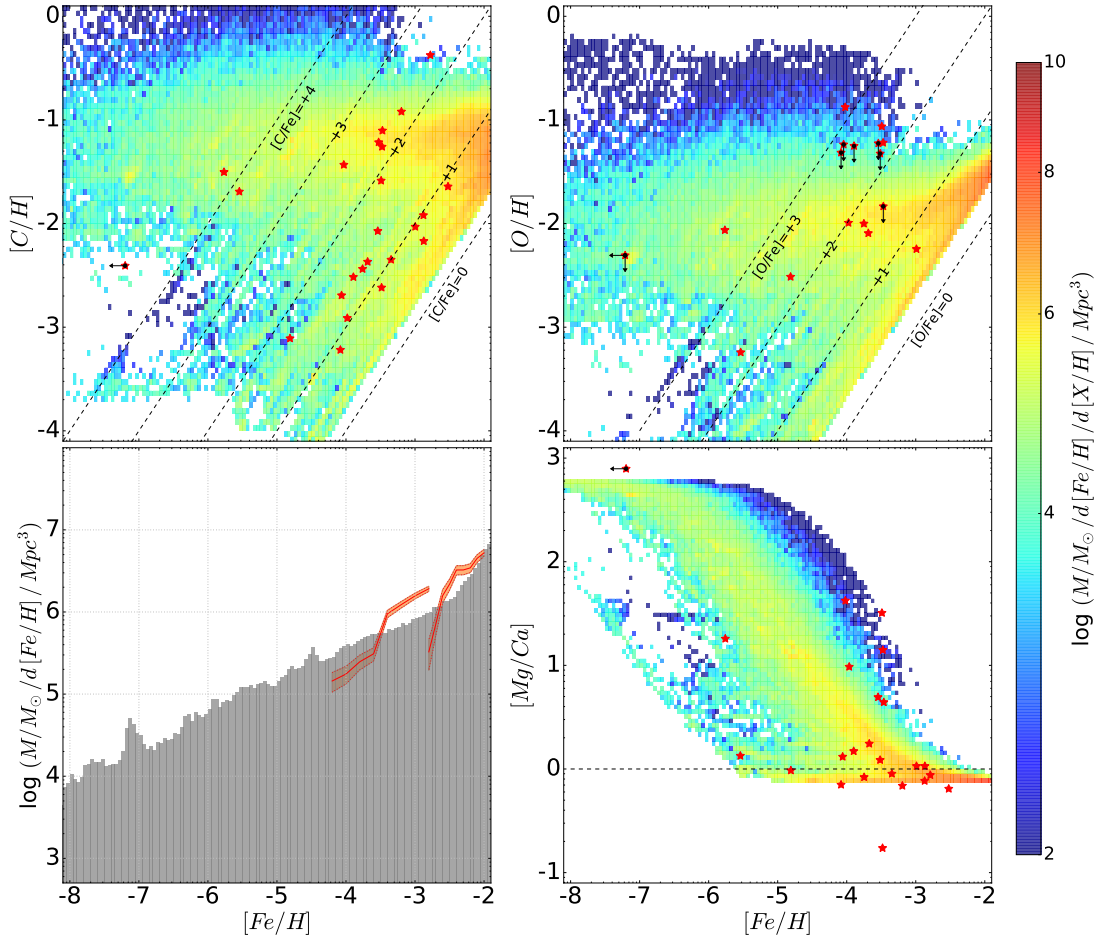 0
-1
-2
-3
-4
[C/H]
[C/Fe]=+4
+3
+2
+1
[C/Fe]=0
0
-1
-2
-3
-4
[O/H]
[O/Fe]=+3
+2
+1
[O/Fe]=0
7
6
5
4
3
log (M/M⊙/d[Fe/H]/Mpc³)
-8 -7 -6 -5 -4 -3 -2
[Fe/H]
3
2
1
0
-1
[Mg/Ca]
-8 -7 -6 -5 -4 -3 -2
[Fe/H]
10
8
6
4
2
log (M/M⊙/d[Fe/H]/d[X/H]/Mpc³)